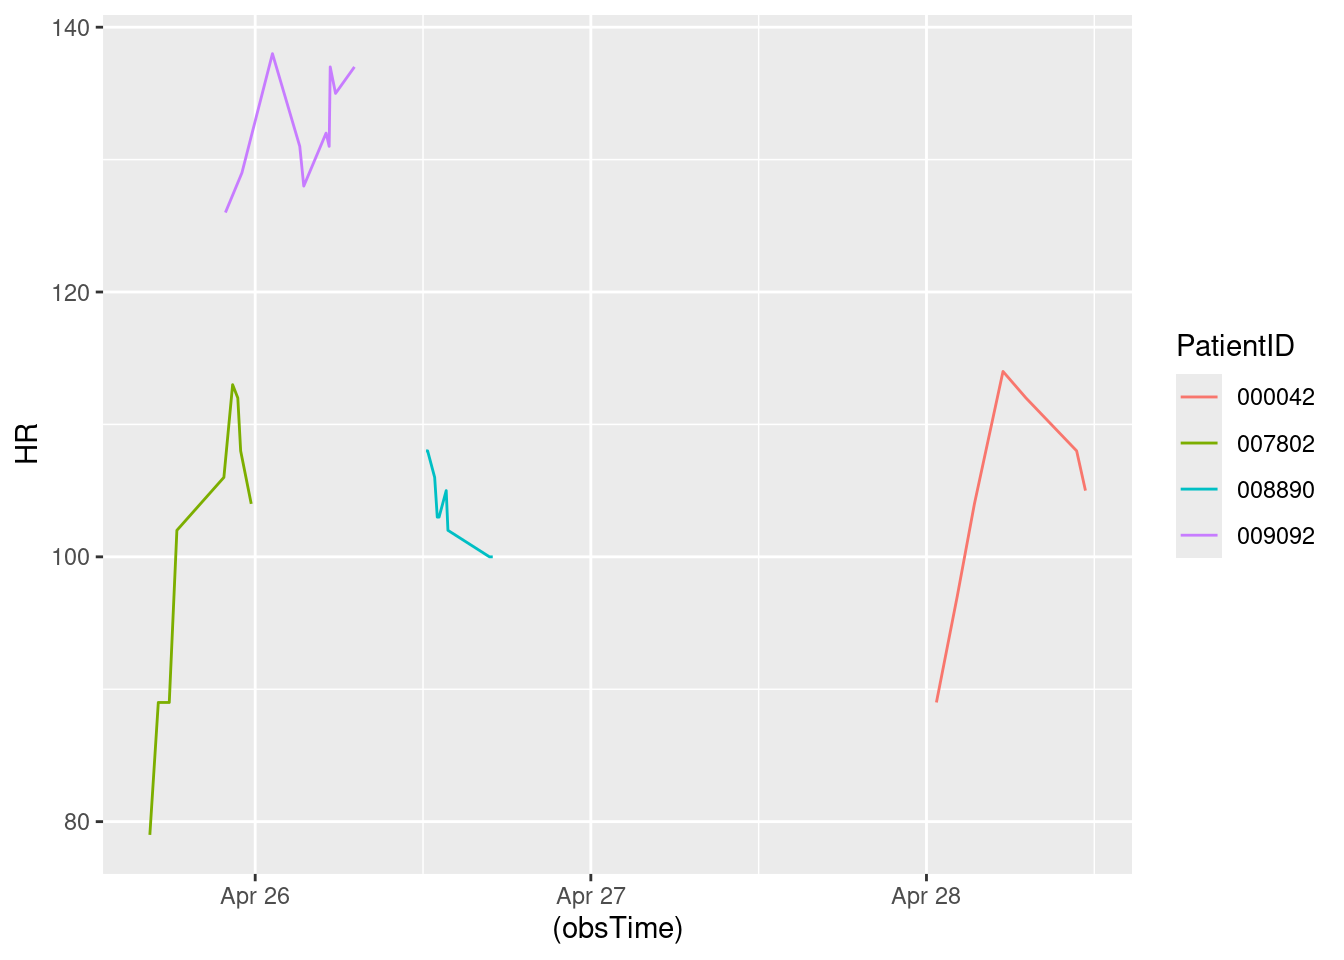 140
120
100
80
HR
Apr 26
Apr 27
Apr 28
(obsTime)
PatientID
000042
007802
008890
009092